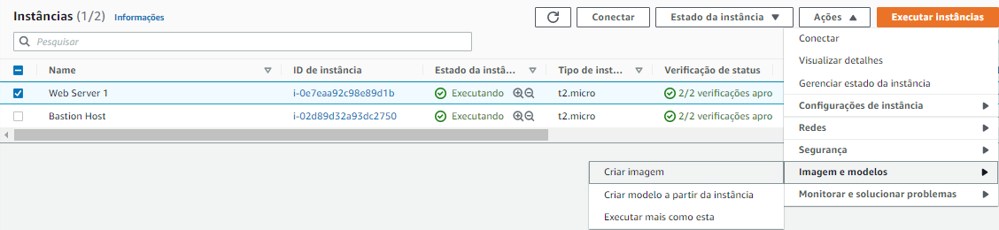 Instâncias (1/2) Informações
Conectar
Estado da instância
Ações
Executar instâncias
Pesquisar
Name
ID de instância
Estado da instâ...
Tipo de inst...
Verificação de status
Web Server 1
i-0e7eaa92c98e89d1b
Executando
t2.micro
2/2 verificações apro
Bastion Host
i-02d89d32a93dc2750
Executando
t2.micro
2/2 verificações apro
Conectar
Visualizar detalhes
Gerenciar estado da instância
Configurações de instância
Redes
Segurança
Imagem e modelos
Monitorar e solucionar problemas
Criar imagem
Criar modelo a partir da instância
Executar mais como esta